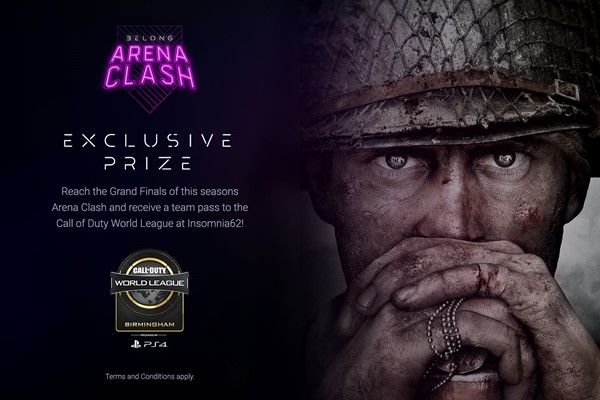 BELONG
ARENA
CLASH
EXCLUSIVE
PRIZE
Reach the Grand Finals of this seasons
Arena Clash and receive a team pass to the
Call of Duty World League at Insomnia62!
CALL OF DUTY
WORLD LEAGUE
BIRMINGHAM
PRESENTED BY
PS4
Terms and Conditions apply.